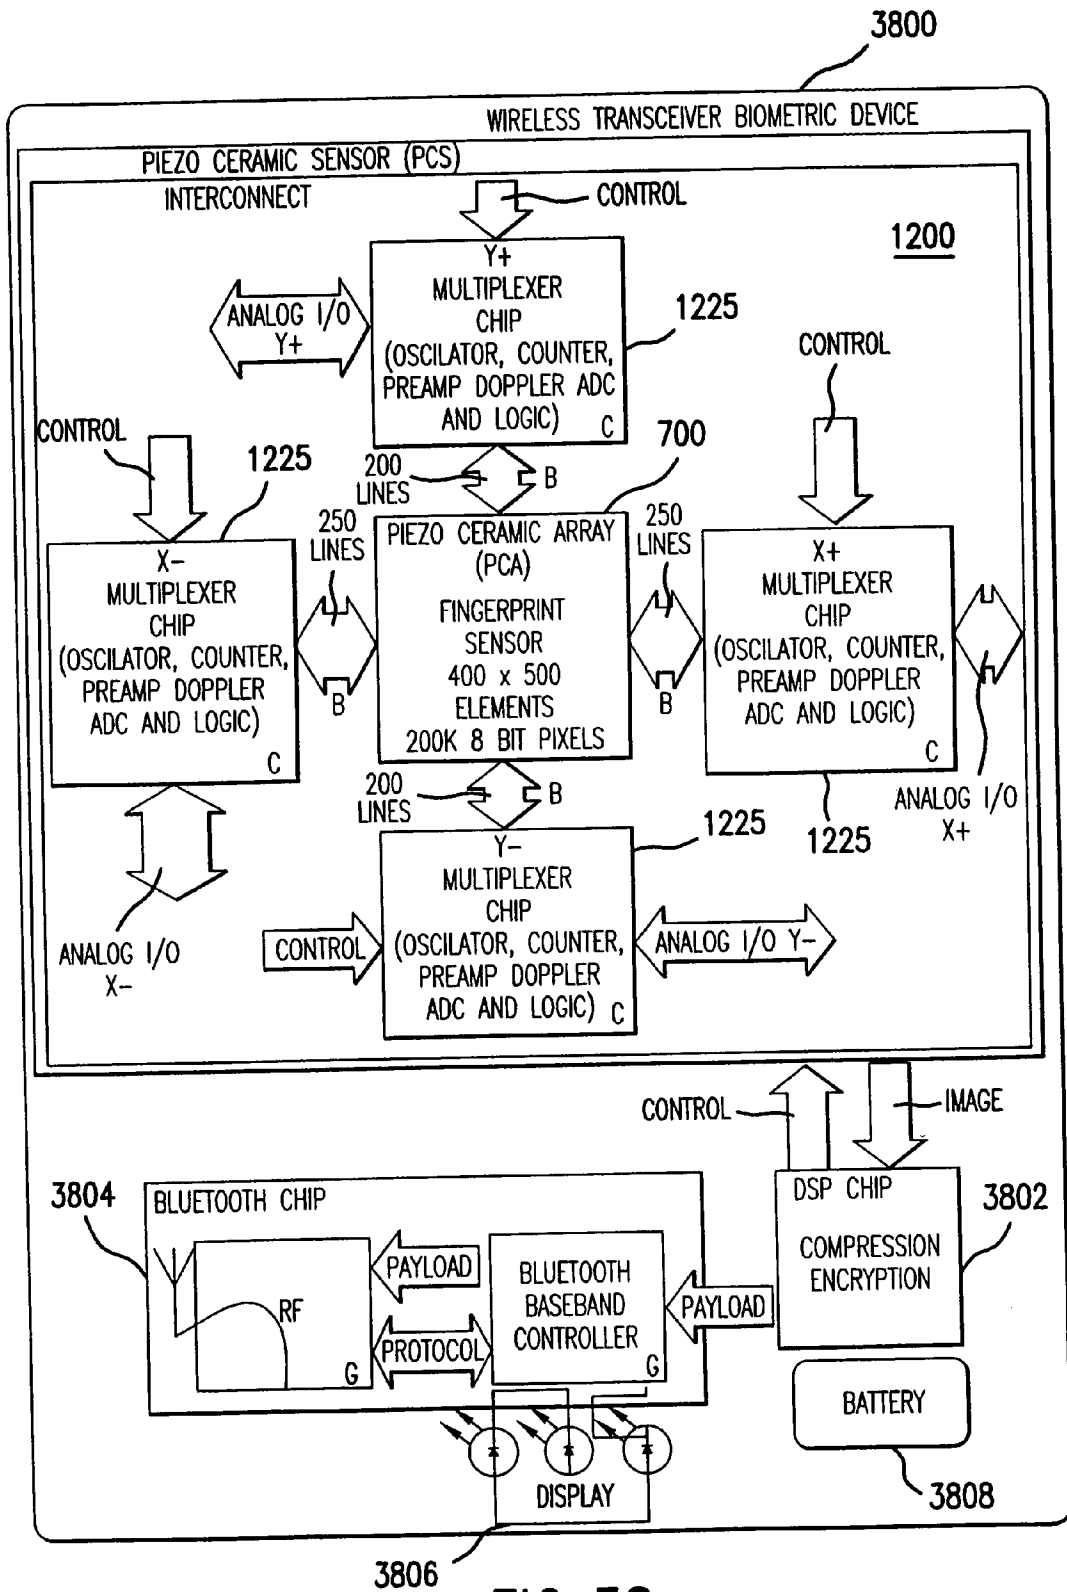 3800
WIRELESS TRANSCEIVER BIOMETRIC DEVICE
PIEZO CERAMIC SENSOR (PCS)
INTERCONNECT
CONTROL
1200
Y+
MULTIPLEXER
CHIP
(OSCILATOR, COUNTER,
PREAMP DOPPLER ADC
AND LOGIC)
C
ANALOG I/O
Y+
1225
CONTROL
CONTROL
1225
200
LINES
B
700
250
LINES
B
PIEZO CERAMIC ARRAY
(PCA)
FINGERPRINT
SENSOR
400 x 500
ELEMENTS
200K 8 BIT PIXELS
250
LINES
B
X-
MULTIPLEXER
CHIP
(OSCILATOR, COUNTER,
PREAMP DOPPLER
ADC AND LOGIC)
C
X+
MULTIPLEXER
CHIP
(OSCILATOR, COUNTER,
PREAMP DOPPLER
ADC AND LOGIC)
C
200
LINES
B
ANALOG I/O
X+
1225
1225
Y-
MULTIPLEXER
CHIP
(OSCILATOR, COUNTER,
PREAMP DOPPLER
ADC AND LOGIC)
C
ANALOG I/O
X-
CONTROL
ANALOG I/O Y-
CONTROL
IMAGE
3804
BLUETOOTH CHIP
DSP CHIP
COMPRESSION
ENCRYPTION
3802
RF
G
PAYLOAD
PROTOCOL
BLUETOOTH
BASEBAND
CONTROLLER
G
PAYLOAD
BATTERY
DISPLAY
3808
3806